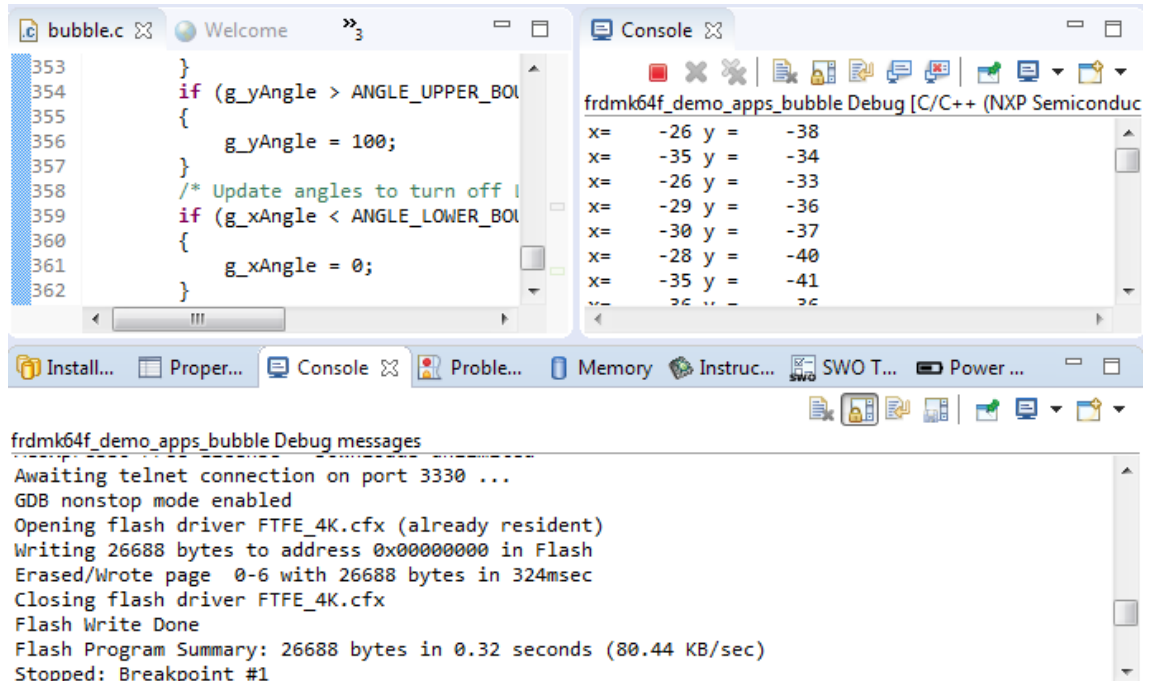 bubble.c
Welcome
3
353 }
354 if (g_yAngle > ANGLE_UPPER_BOU
355 {
356 g_yAngle = 100;
357 }
358 /* Update angles to turn off L
359 if (g_xAngle < ANGLE_LOWER_BOU
360 {
361 g_xAngle = 0;
362 }
Console
frdmk64f_demo_apps_bubble Debug [C/C++ (NXP Semiconduc
x= -26 y = -38
x= -35 y = -34
x= -26 y = -33
x= -29 y = -36
x= -30 y = -37
x= -28 y = -40
x= -35 y = -41
Install... Proper... Console Proble... Memory Instruc... SWO T... Power ...
frdmk64f_demo_apps_bubble Debug messages
Awaiting telnet connection on port 3330 ...
GDB nonstop mode enabled
Opening flash driver FTFE_4K.cfx (already resident)
Writing 26688 bytes to address 0x00000000 in Flash
Erased/Wrote page  0-6 with 26688 bytes in 324msec
Closing flash driver FTFE_4K.cfx
Flash Write Done
Flash Program Summary: 26688 bytes in 0.32 seconds (80.44 KB/sec)
Stopped: Breakpoint #1